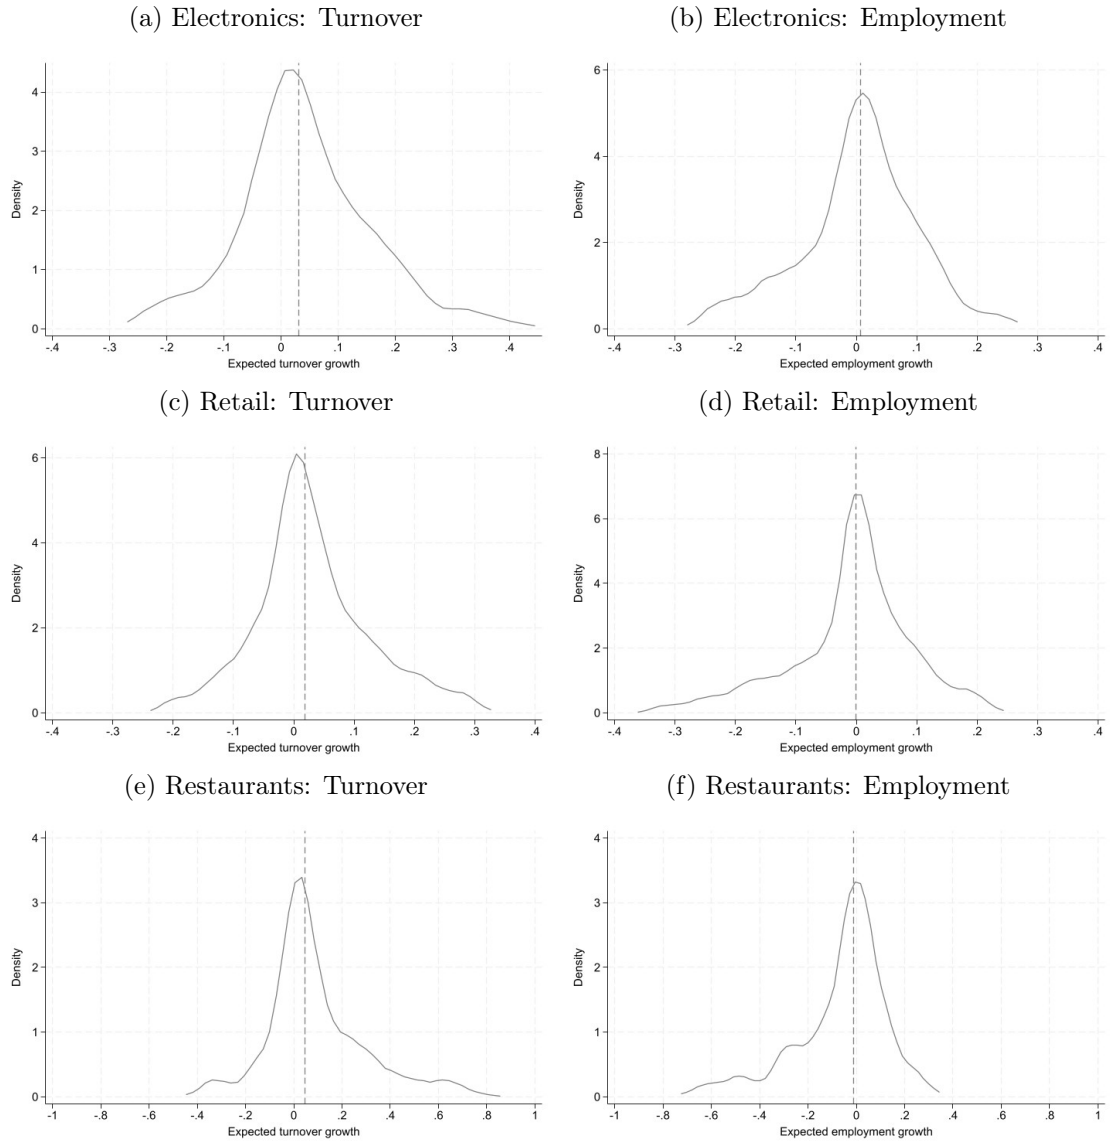 (a) Electronics: Turnover
(b) Electronics: Employment
4
3
2
1
0
Density
-.4 -.3 -.2 -.1 0 .1 .2 .3 .4
Expected turnover growth
6
4
2
0
Density
-.4 -.3 -.2 -.1 0 .1 .2 .3 .4
Expected employment growth
(c) Retail: Turnover
(d) Retail: Employment
6
4
2
0
Density
-.4 -.3 -.2 -.1 0 .1 .2 .3 .4
Expected turnover growth
8
6
4
2
0
Density
-.4 -.3 -.2 -.1 0 .1 .2 .3 .4
Expected employment growth
(e) Restaurants: Turnover
(f) Restaurants: Employment
4
3
2
1
0
Density
-1 -.8 -.6 -.4 -.2 0 .2 .4 .6 .8 1
Expected turnover growth
4
3
2
1
0
Density
-1 -.8 -.6 -.4 -.2 0 .2 .4 .6 .8 1
Expected employment growth